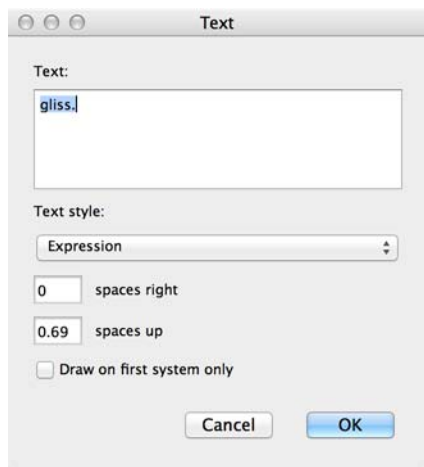 Text
Text:
gliss.
Text style:
Expression
0 spaces right
0.69 spaces up
Draw on first system only
Cancel OK